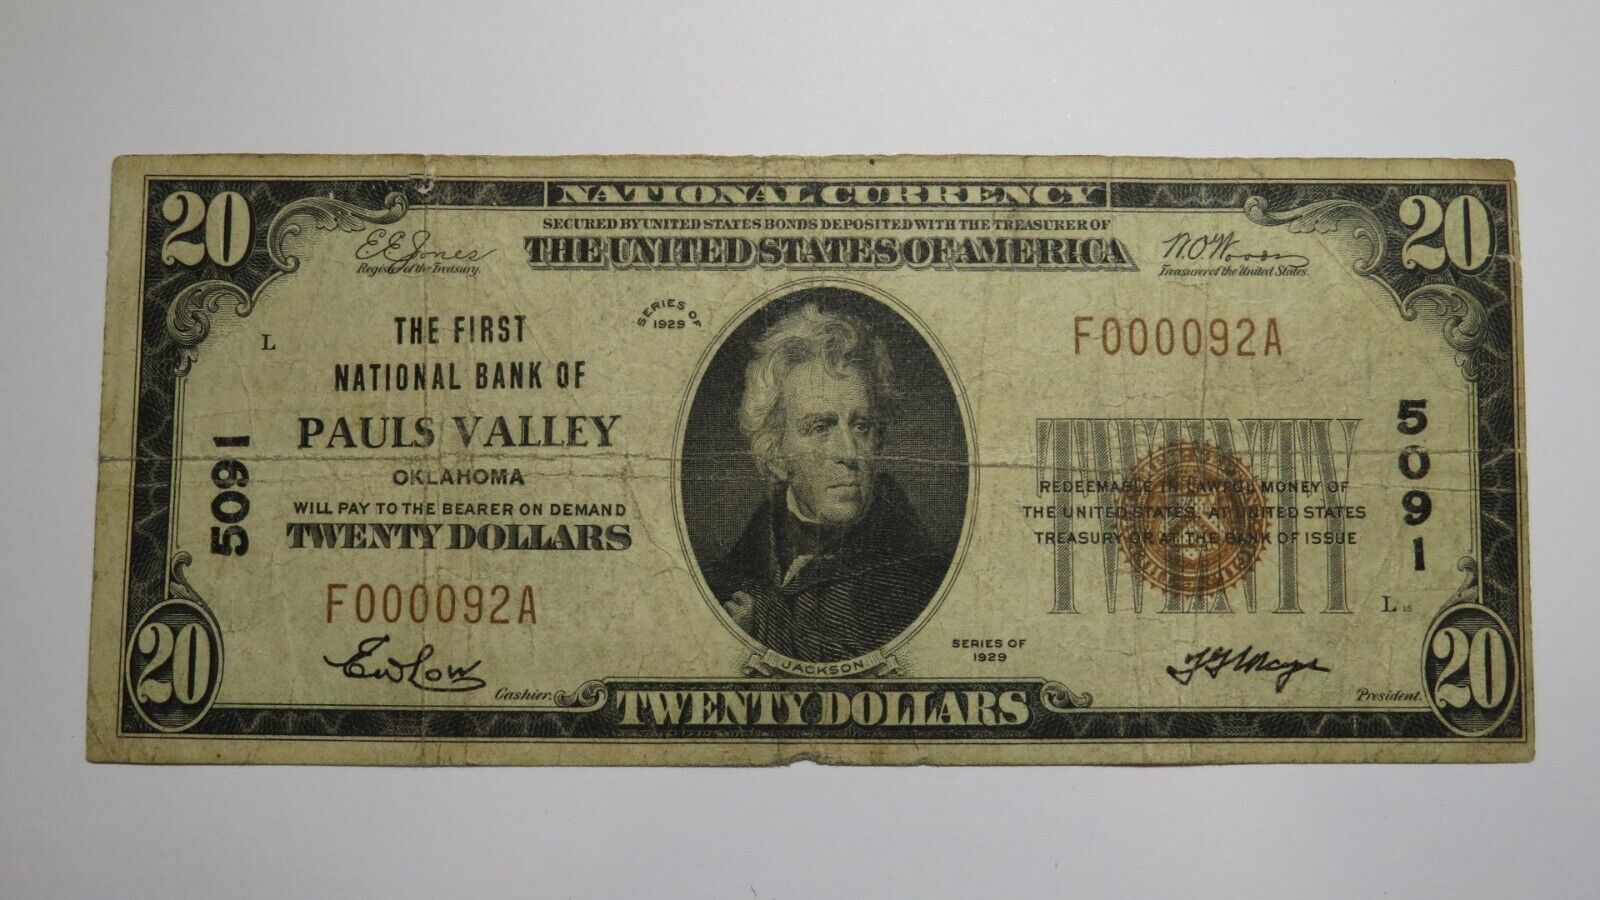 NATIONAL CURRENCY
SECURED BY UNITED STATES BONDS DEPOSITED WITH THE TREASURER OF
THE UNITED STATES OF AMERICA
20
20
E E Jones
Register of the Treasury.
W.O. Woods
Treasurer of the United States.
SERIES OF
1929
L
THE FIRST
NATIONAL BANK OF
PAULS VALLEY
OKLAHOMA
WILL PAY TO THE BEARER ON DEMAND
TWENTY DOLLARS
5091
F000092A
F000092A
5091
TWENTY
REDEEMABLE IN LAWFUL MONEY OF
THE UNITED STATES AT UNITED STATES
TREASURY OR AT THE BANK OF ISSUE
L 15
SERIES OF
1929
JACKSON
Cashier.
President.
20
TWENTY DOLLARS
20